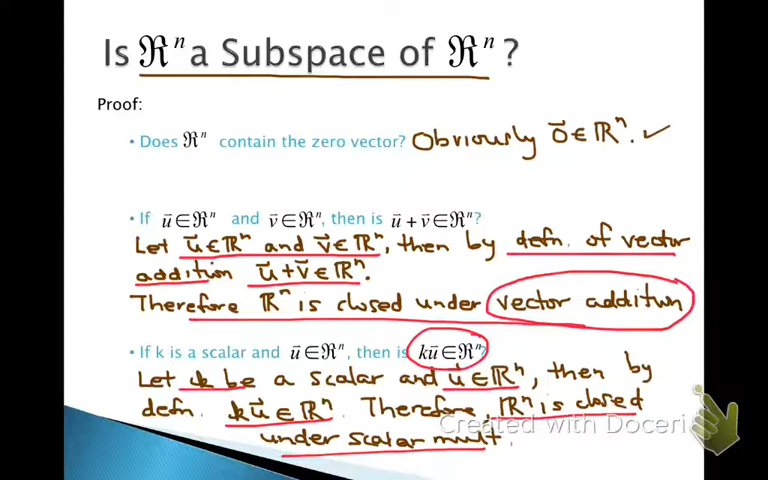 Is ℜⁿ a Subspace of ℜⁿ ?
Proof:
• Does ℜⁿ contain the zero vector? Obviously 0⃗ ∈ ℝⁿ. ✓
• If u⃗ ∈ ℜⁿ and v⃗ ∈ ℜⁿ, then is u⃗ + v⃗ ∈ ℜⁿ?
Let u⃗ ∈ ℝⁿ and v⃗ ∈ ℝⁿ, then by defn. of vector
addition u⃗ + v⃗ ∈ ℝⁿ.
Therefore ℝⁿ is closed under vector addition
• If k is a scalar and u⃗ ∈ ℜⁿ, then is ku⃗ ∈ ℜⁿ?
Let k be a scalar and u⃗ ∈ ℝⁿ, then by
defn. ku⃗ ∈ ℝⁿ. Therefore, ℝⁿ is closed
Created with Doceri
under scalar mult.